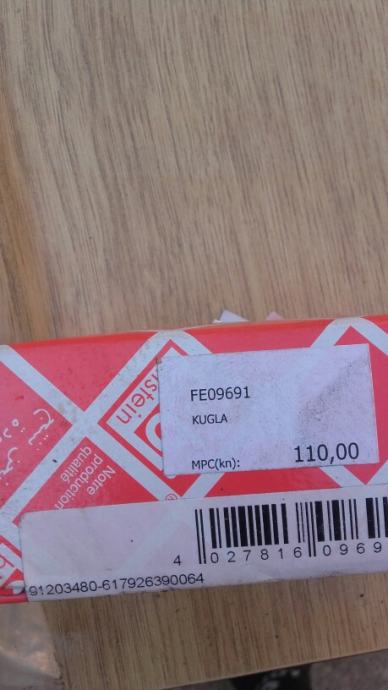 FE09691
KUGLA
MPC(kn): 110,00
stein
Notre
production
qualité
4 027816 0969
91203480-617926390064